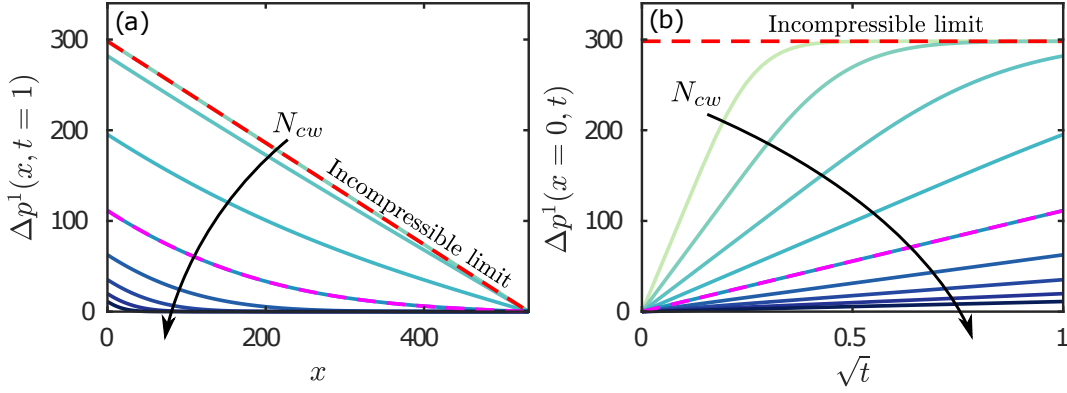 (a)
300
200
100
0
Δp¹(x, t = 1)
N_cw
Incompressible limit
0
200
400
x
(b)
Incompressible limit
300
200
100
0
Δp¹(x = 0, t)
N_cw
0
0.5
1
√t